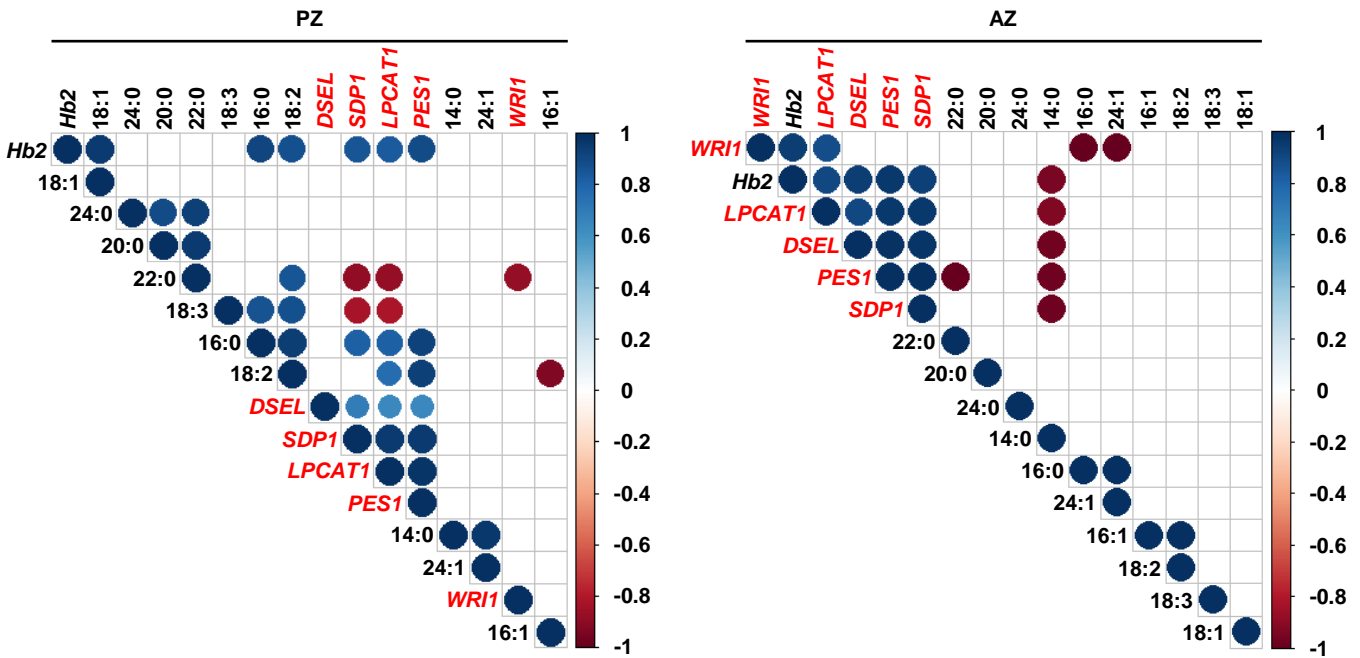 PZ
Hb2 18:1 24:0 20:0 22:0 18:3 16:0 18:2 DSEL SDP1 LPCAT1 PES1 14:0 24:1 WRI1 16:1
Hb2
18:1
24:0
20:0
22:0
18:3
16:0
18:2
DSEL
SDP1
LPCAT1
PES1
14:0
24:1
WRI1
16:1
1
0.8
0.6
0.4
0.2
0
-0.2
-0.4
-0.6
-0.8
-1
AZ
WRI1 Hb2 LPCAT1 DSEL PES1 SDP1 22:0 20:0 24:0 14:0 16:0 24:1 16:1 18:2 18:3 18:1
WRI1
Hb2
LPCAT1
DSEL
PES1
SDP1
22:0
20:0
24:0
14:0
16:0
24:1
16:1
18:2
18:3
18:1
1
0.8
0.6
0.4
0.2
0
-0.2
-0.4
-0.6
-0.8
-1